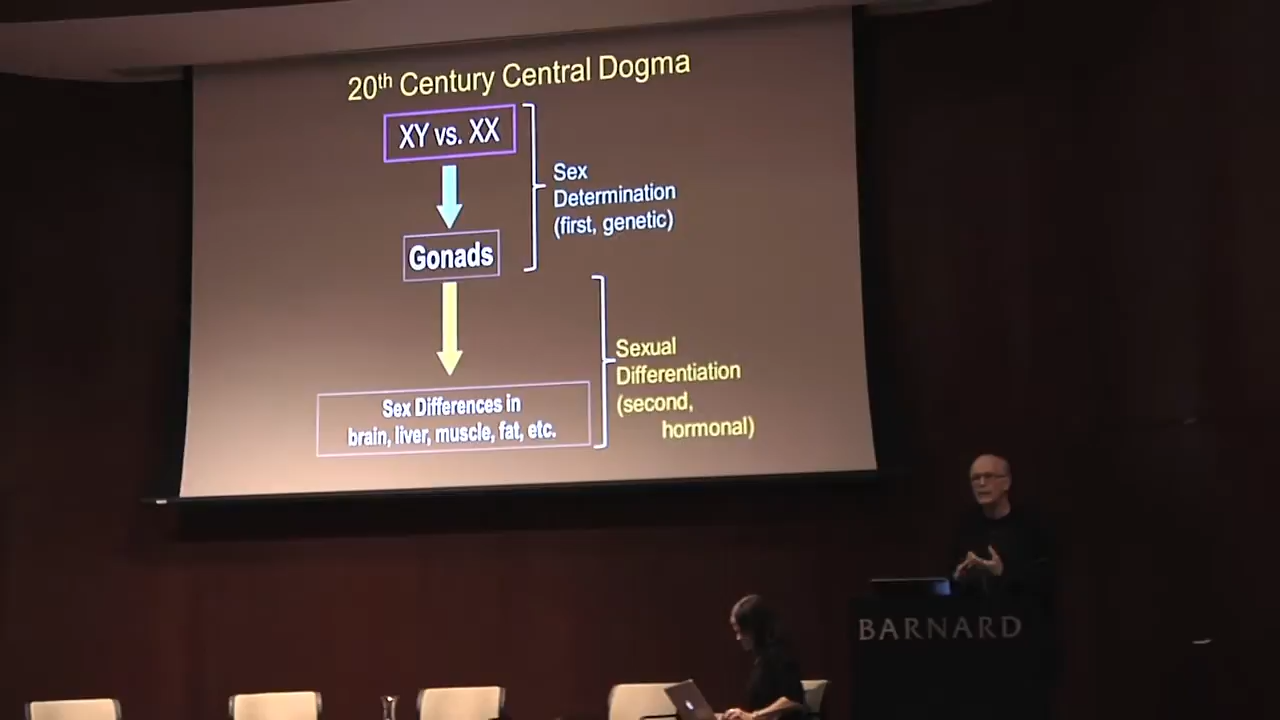 20th Century Central Dogma
XY vs. XX
Sex
Determination
(first, genetic)
Gonads
Sexual
Differentiation
(second,
hormonal)
Sex Differences in
brain, liver, muscle, fat, etc.
BARNARD